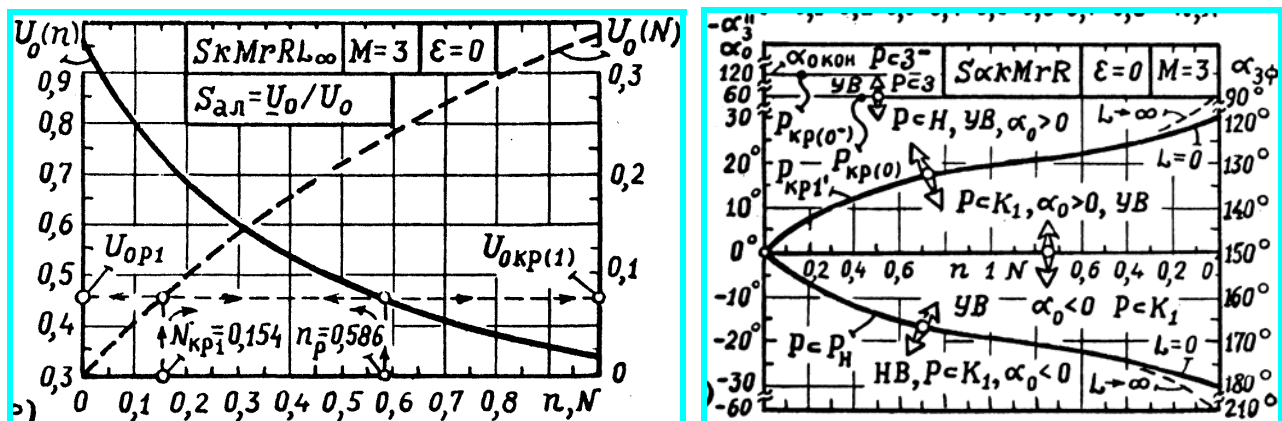 U₀(n)
SкMrRL∞ M=3 Ɛ=0
Sал=U̲₀/U₀
U₀(N)
0,9
0,8
0,7
0,6
0,5
0,4
0,3
0,3
0,2
0,1
0
U₀P1
U₀кр(1)
Nкр1=0,154 nр=0,586
0 0,1 0,2 0,3 0,4 0,5 0,6 0,7 0,8 n,N
α₀
120
60
30
20°
10°
0°
-10°
-20°
-30
-60
α₀кон P⊂3⁻
УВ P⊂3
SαкMrR Ɛ=0 M=3
α₃ф
90°
120°
130°
140°
150°
160°
170°
180°
210°
Pкр(0⁻) Pкр(0)
P⊂H, УВ, α₀>0
L→∞
L=0
Pкр1'
P⊂K₁, α₀>0, УВ
0,2 0,4 0,6 n 1 N 0,6 0,4 0,2 0
УВ α₀<0 P⊂K₁
P⊂Pн
L=0
НВ, P⊂K₁, α₀<0
L→∞